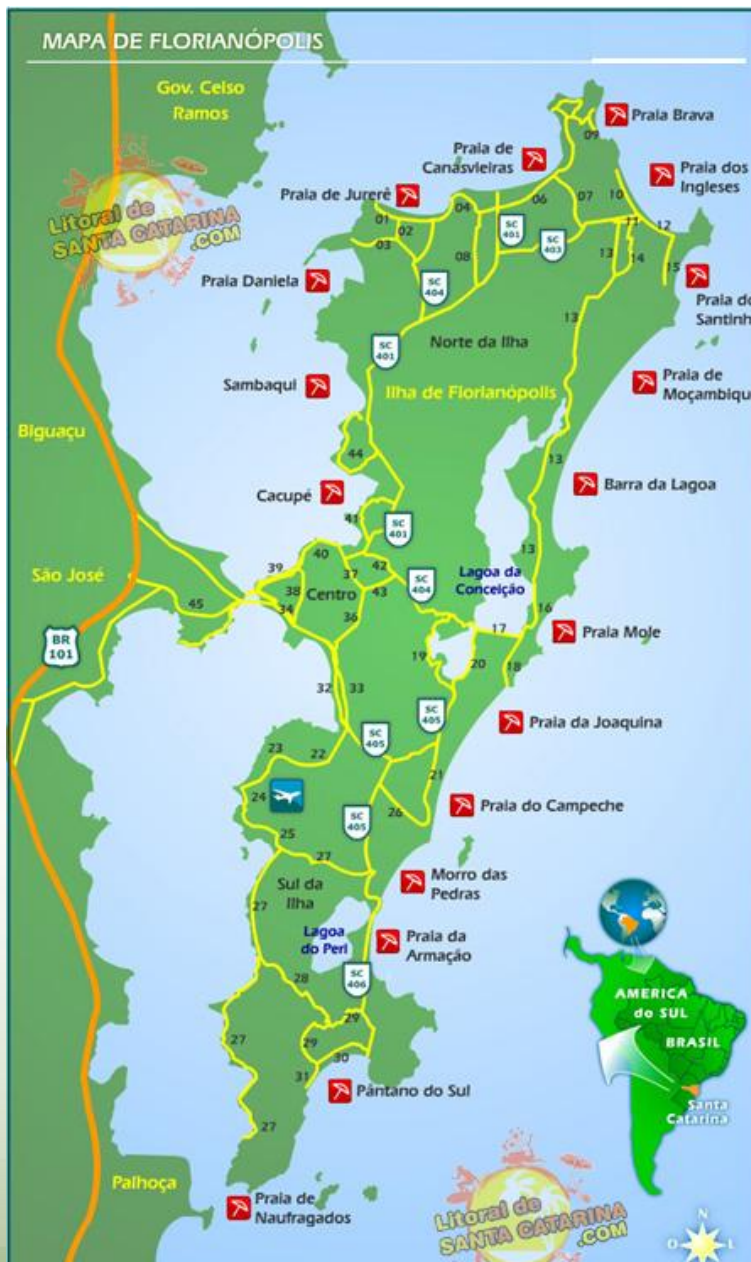 MAPA DE FLORIANÓPOLIS
Gov. Celso
Ramos
Litoral de
SANTA CATARINA
.COM
Praia Brava
09
Praia de
Canasvieiras
Praia dos
Ingleses
Praia de Jurerê
01
02
03
04
06
07
10
11
12
SC
401
SC
403
08
13
14
15
SC
404
Praia Daniela
Praia do
Santinh
13
SC
401
Norte da Ilha
Sambaqui
Ilha de Florianópolis
Praia de
Moçambiqu
Biguaçu
44
13
Cacupé
Barra da Lagoa
41
SC
401
40
39
São José
37
42
13
38
Centro
43
SC
404
Lagoa da
Conceição
45
34
36
16
17
Praia Mole
BR
101
19
20
18
32
33
SC
405
SC
405
Praia da Joaquina
23
22
24
21
25
26
SC
405
Praia do Campeche
27
Sul da
Ilha
27
Morro das
Pedras
Lagoa
do Peri
Praia da
Armação
28
SC
406
29
27
29
30
31
Pántano do Sul
27
Palhoça
Praia de
Naufragados
AMERICA
do SUL
BRASIL
Santa
Catarina
Litoral de
SANTA CATARINA
.COM
N
O
L